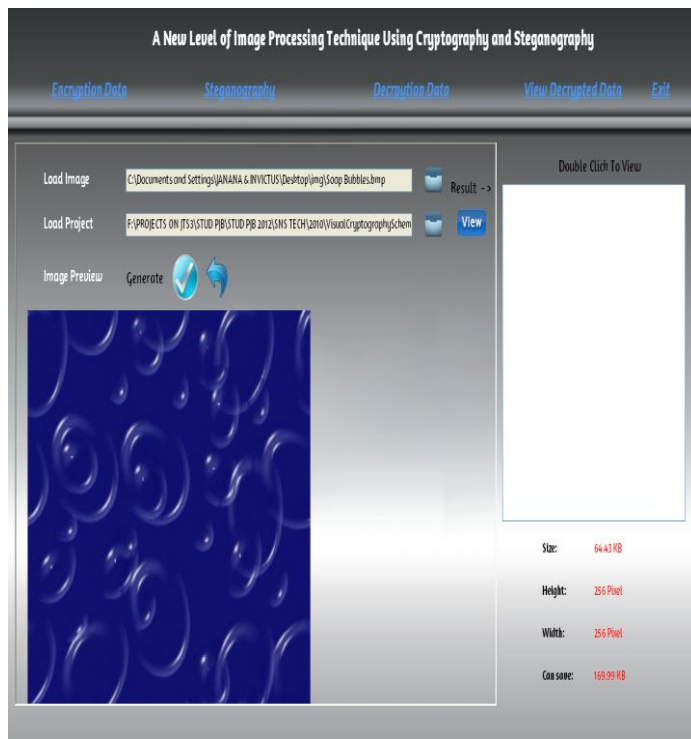 A New Level of Image Processing Technique Using Cryptography and Steganography
Encryption Data Steganography Decrpytion Data View Decrypted Data Exit
Load Image C:\Documents and Settings\JANANA & INVICTUS\Desktop\img\Soap Bubbles.bmp Result - >
Load Project F:\PROJECTS ON JTS3\STUD PJB\STUD PJB 2012\SNS TECH\2010\VisualCryptographySchem View
Image Preview Generate
Double Click To View
Size: 64.43 KB
Height: 256 Pixel
Width: 256 Pixel
Can save: 169.99 KB